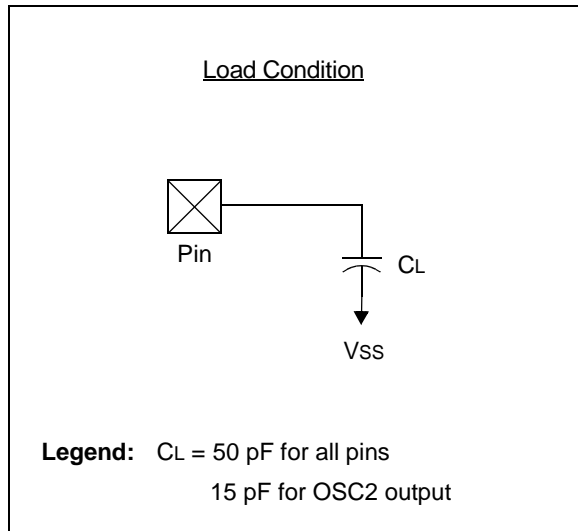 Load Condition
Pin
CL
VSS
Legend: CL = 50 pF for all pins
15 pF for OSC2 output